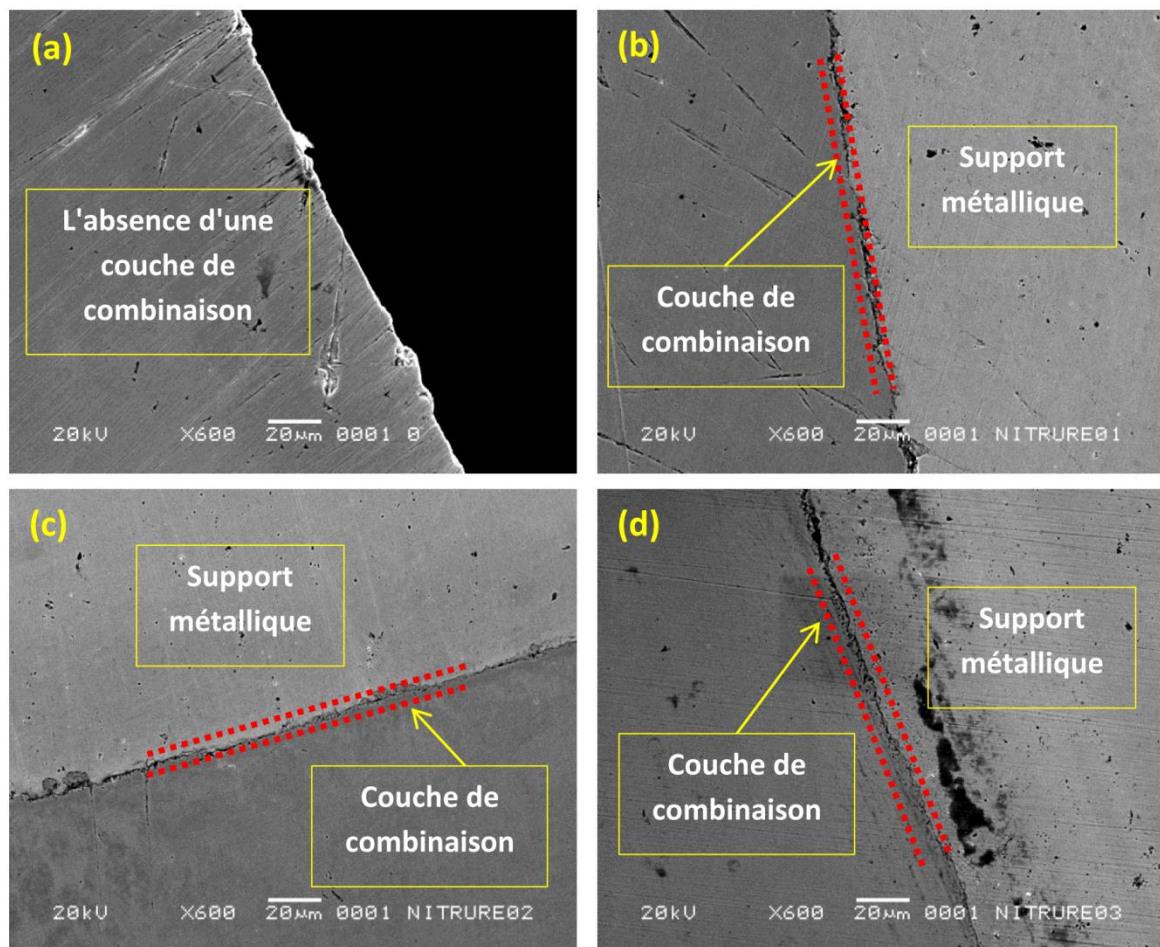 (a)
L'absence d'une
couche de
combinaison
20kV X600 20µm 0001 0
(b)
Support
métallique
Couche de
combinaison
20kV X600 20µm 0001 NITRURE01
(c)
Support
métallique
Couche de
combinaison
20kV X600 20µm 0001 NITRURE02
(d)
Support
métallique
Couche de
combinaison
20kV X600 20µm 0001 NITRURE03